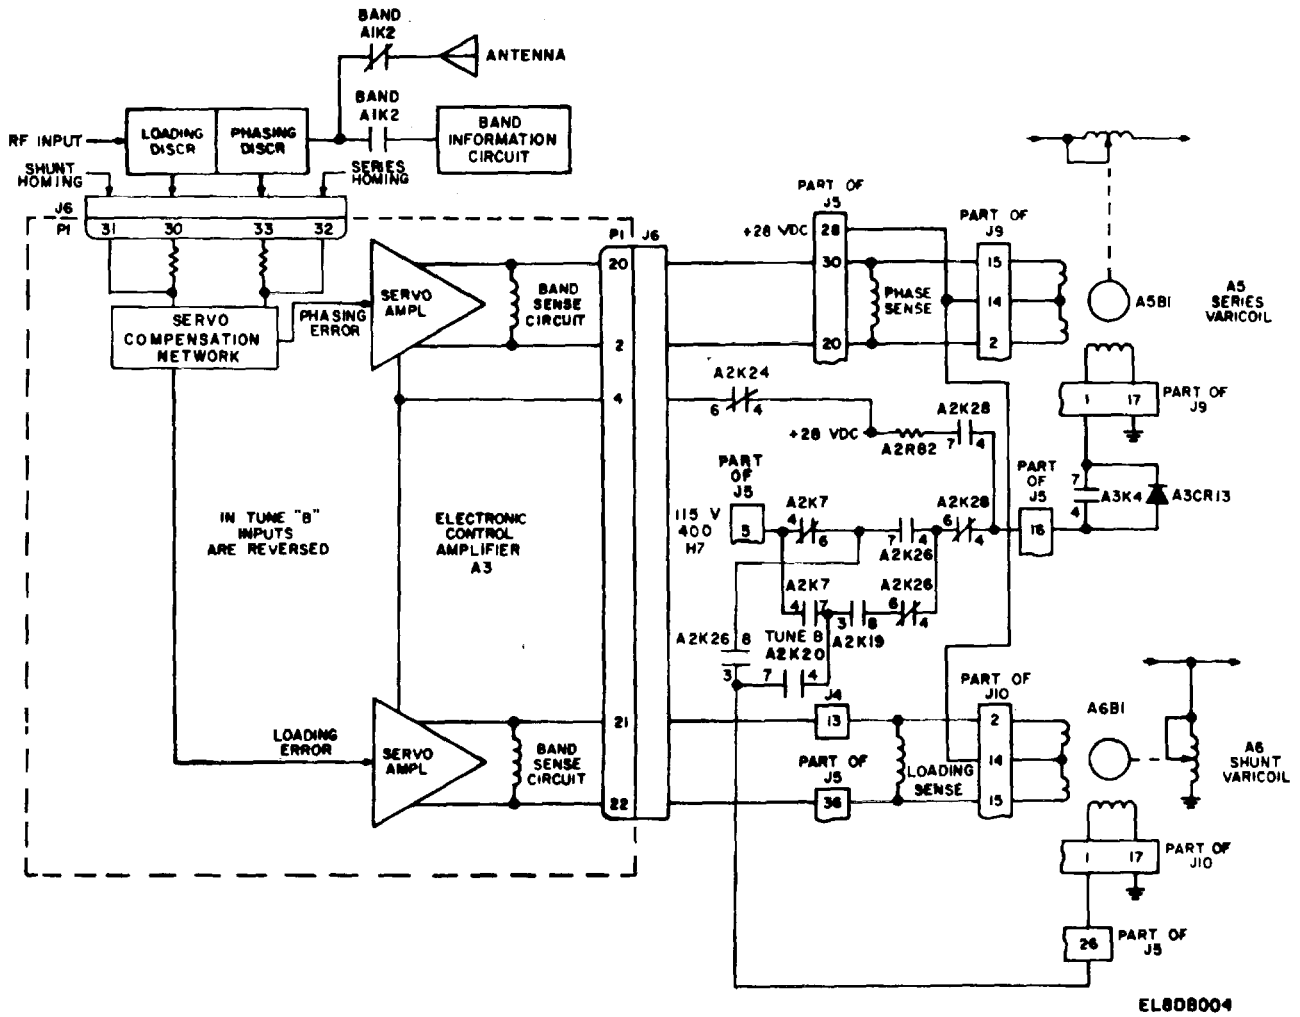 BAND
A1K2
ANTENNA
BAND
A1K2
RF INPUT
LOADING
DISCR
PHASING
DISCR
BAND
INFORMATION
CIRCUIT
SHUNT
HOMING
SERIES
HOMING
J6
P1
31
30
33
32
SERVO
COMPENSATION
NETWORK
PHASING
ERROR
SERVO
AMPL
BAND
SENSE
CIRCUIT
P1
J6
20
2
4
PART OF
J5
+28 VDC
28
30
20
PHASE
SENSE
PART OF
J9
15
14
2
A5B1
A5
SERIES
VARICOIL
1
17
PART OF
J9
A2K24
6
4
+28 VDC
A2R82
A2K28
7
4
PART
OF
J5
115 V
400
HZ
5
A2K7
4
6
7
4
A2K26
A2K28
6
4
PART
OF
J5
16
7
4
A3K4
A3CR13
IN TUNE "B"
INPUTS
ARE REVERSED
ELECTRONIC
CONTROL
AMPLIFIER
A3
A2K7
4
7
3
8
A2K19
A2K26
6
4
A2K26
8
3
TUNE B
A2K20
7
4
LOADING
ERROR
SERVO
AMPL
BAND
SENSE
CIRCUIT
21
22
J4
13
PART OF
J5
36
LOADING
SENSE
PART OF
J10
2
14
15
A6B1
A6
SHUNT
VARICOIL
1
17
PART OF
J10
26
PART OF
J5
EL8DB004